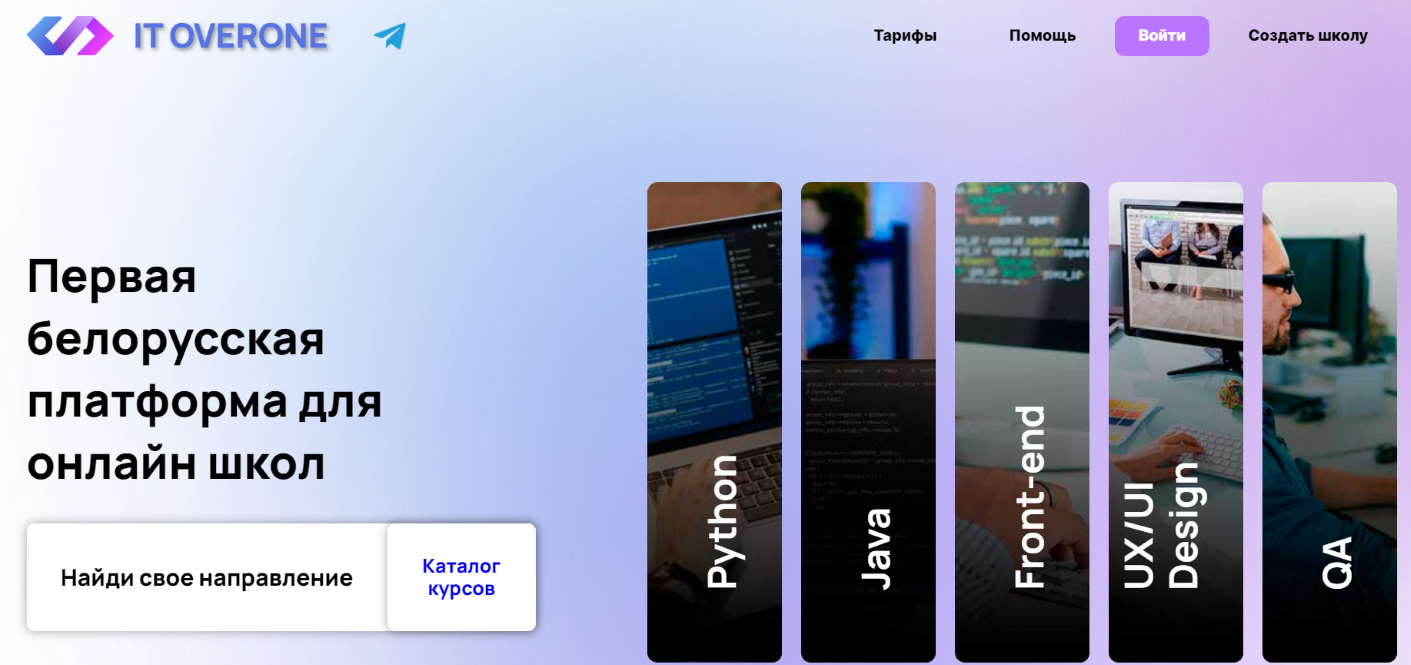 IT OVERONE
Тарифы
Помощь
Войти
Создать школу
Первая
белорусская
платформа для
онлайн школ
Найди свое направление
Каталог
курсов
Python
Java
Front-end
UX/UI
Design
QA